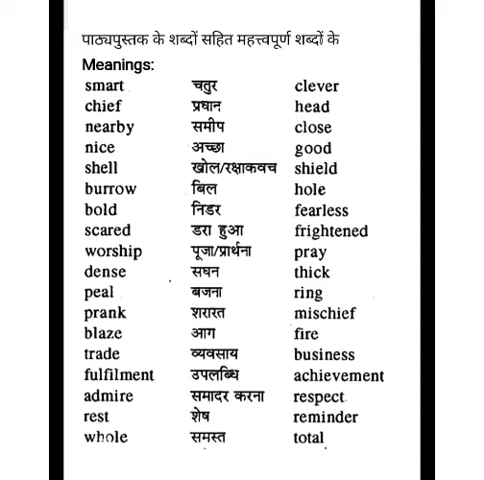 पाठ्यपुस्तक के शब्दों सहित महत्त्वपूर्ण शब्दों के
Meanings:
smart चतुर clever
chief प्रधान head
nearby समीप close
nice अच्छा good
shell खोल/रक्षाकवच shield
burrow बिल hole
bold निडर fearless
scared डरा हुआ frightened
worship पूजा/प्रार्थना pray
dense सघन thick
peal बजना ring
prank शरारत mischief
blaze आग fire
trade व्यवसाय business
fulfilment उपलब्धि achievement
admire समादर करना respect
rest शेष reminder
whole समस्त total